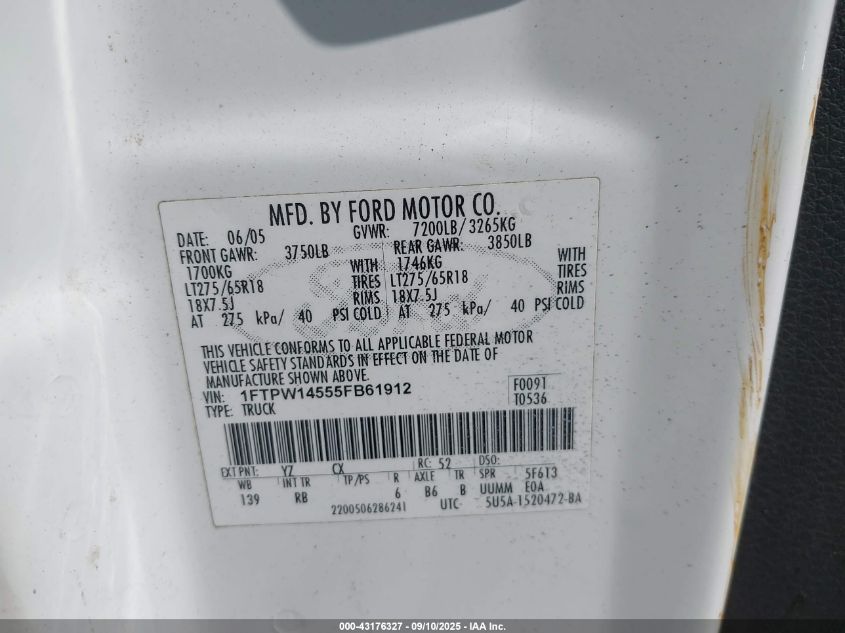 MFD. BY FORD MOTOR CO.
DATE: 06/05 GVWR: 7200LB/3265KG
FRONT GAWR: 3750LB REAR GAWR: 3850LB
1700KG WITH 1746KG WITH
LT275/65R18 TIRES LT275/65R18 TIRES
18X7.5J RIMS 18X7.5J RIMS
AT 275 kPa/ 40 PSI COLD AT 275 kPa/ 40 PSI COLD
THIS VEHICLE CONFORMS TO ALL APPLICABLE FEDERAL MOTOR
VEHICLE SAFETY STANDARDS IN EFFECT ON THE DATE OF
MANUFACTURE SHOWN ABOVE.
VIN: 1FTPW14555FB61912 F0091
TYPE: TRUCK T0536
EXT PNT: YZ CX RC: 52 DSO:
WB INT TR TP/PS R AXLE TR SPR 5F613
139 RB 6 B6 B UUMM E0A
2200506286241 UTC- 5U5A-1520472-BA
000-43176327 - 09/10/2025 - IAA Inc.